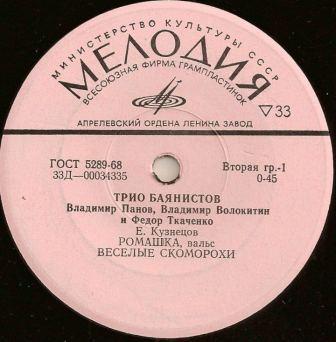 МИНИСТЕРСТВО КУЛЬТУРЫ СССР
МЕЛОДИЯ
ВСЕСОЮЗНАЯ ФИРМА ГРАМПЛАСТИНОК
▽33
АПРЕЛЕВСКИЙ ОРДЕНА ЛЕНИНА ЗАВОД
ГОСТ 5289-68
33Д—00034335
Вторая гр.-1
0-45
ТРИО БАЯНИСТОВ
Владимир Панов, Владимир Волокитин
и Федор Ткаченко
Е. Кузнецов
РОМАШКА, вальс
ВЕСЕЛЫЕ СКОМОРОХИ